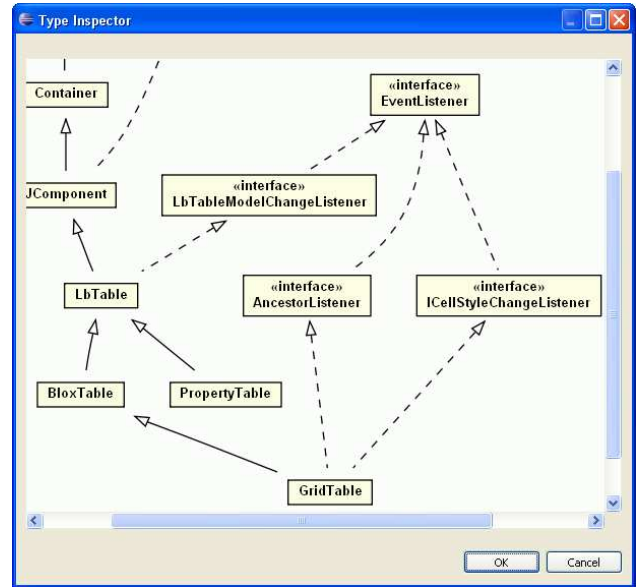 Type Inspector
Container
«interface»
EventListener
JComponent
«interface»
LbTableModelChangeListener
LbTable
«interface»
AncestorListener
«interface»
ICellStyleChangeListener
BloxTable
PropertyTable
GridTable
OK
Cancel